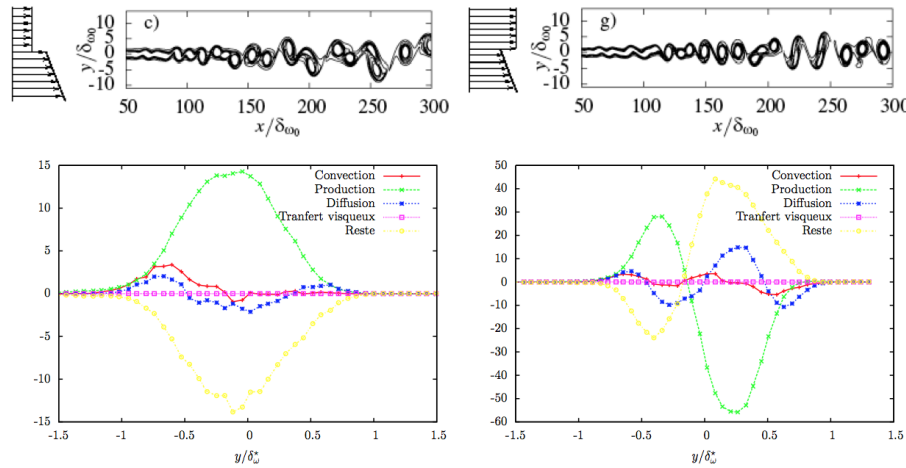 c)
y/δω0
10
5
0
-5
-10
50 100 150 200 250 300
x/δω0
g)
y/δω0
10
5
0
-5
-10
50 100 150 200 250 300
x/δω0
15
10
5
0
-5
-10
-15
-1.5 -1 -0.5 0 0.5 1 1.5
y/δ*ω
Convection
Production
Diffusion
Tranfert visqueux
Reste
50
40
30
20
10
0
-10
-20
-30
-40
-50
-60
-1.5 -1 -0.5 0 0.5 1 1.5
y/δ*ω
Convection
Production
Diffusion
Tranfert visqueux
Reste